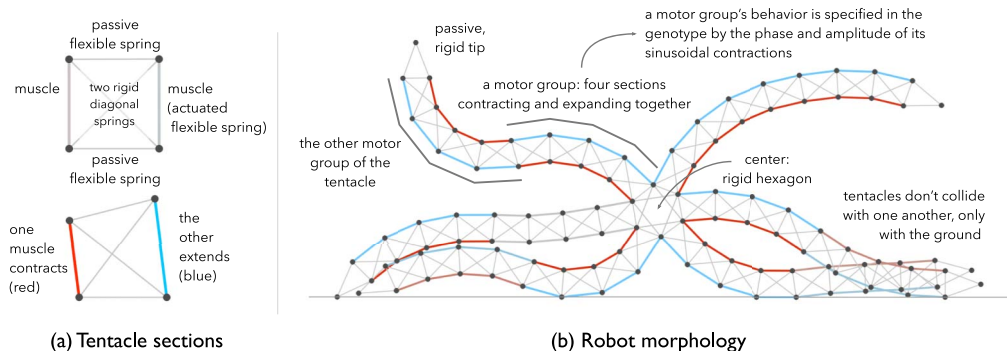 passive
flexible spring
muscle
two rigid
diagonal
springs
muscle
(actuated
flexible spring)
passive
flexible spring
one
muscle
contracts
(red)
the
other
extends
(blue)
(a) Tentacle sections
a motor group's behavior is specified in the
genotype by the phase and amplitude of its
sinusoidal contractions
passive,
rigid tip
a motor group: four sections
contracting and expanding together
the other motor
group of the
tentacle
center:
rigid hexagon
tentacles don't collide
with one another, only
with the ground
(b) Robot morphology